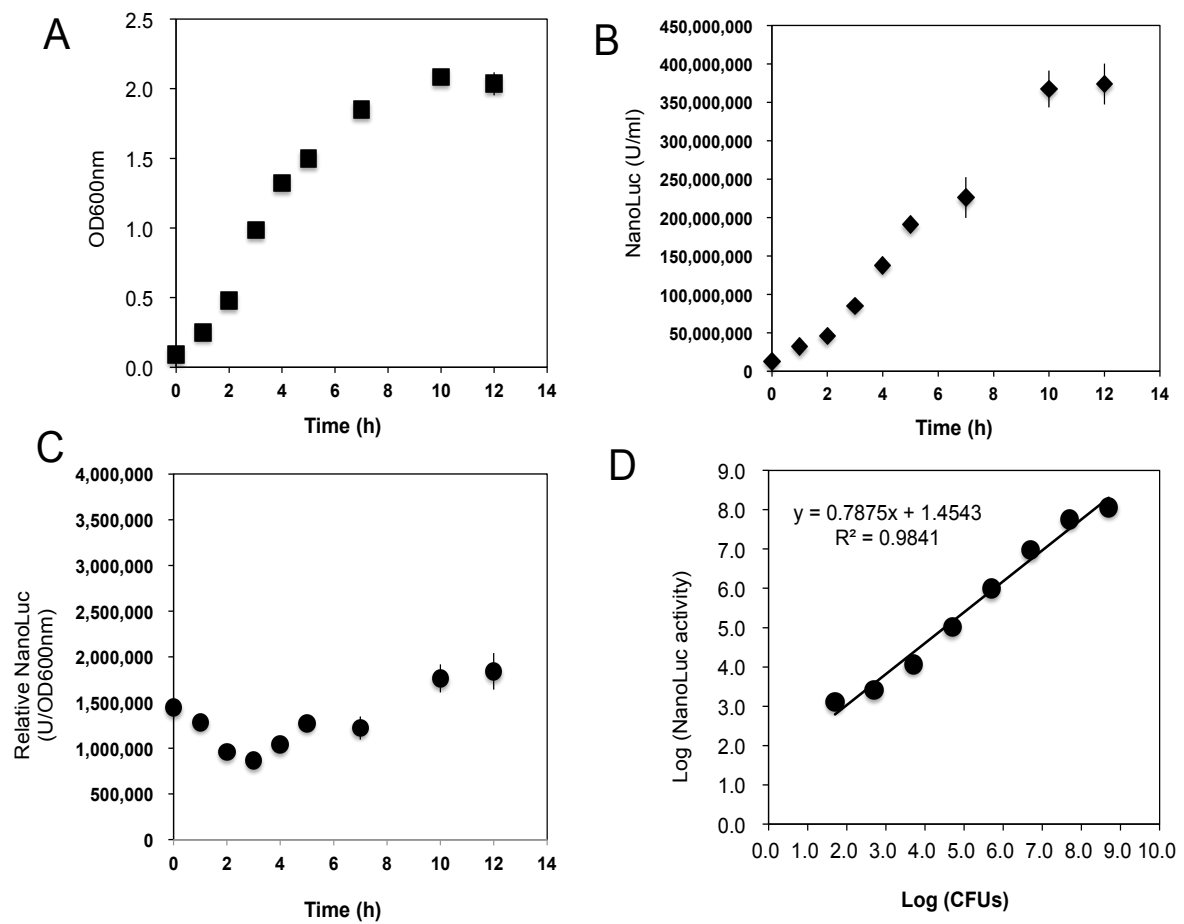 A
2.5
2.0
1.5
1.0
0.5
0.0
OD600nm
0 2 4 6 8 10 12 14
Time (h)
B
450,000,000
400,000,000
350,000,000
300,000,000
250,000,000
200,000,000
150,000,000
100,000,000
50,000,000
0
NanoLuc (U/ml)
0 2 4 6 8 10 12 14
Time (h)
C
4,000,000
3,500,000
3,000,000
2,500,000
2,000,000
1,500,000
1,000,000
500,000
0
Relative NanoLuc
(U/OD600nm)
0 2 4 6 8 10 12 14
Time (h)
D
9.0
8.0
7.0
6.0
5.0
4.0
3.0
2.0
1.0
0.0
Log (NanoLuc activity)
y = 0.7875x + 1.4543
R² = 0.9841
0.0 1.0 2.0 3.0 4.0 5.0 6.0 7.0 8.0 9.0 10.0
Log (CFUs)